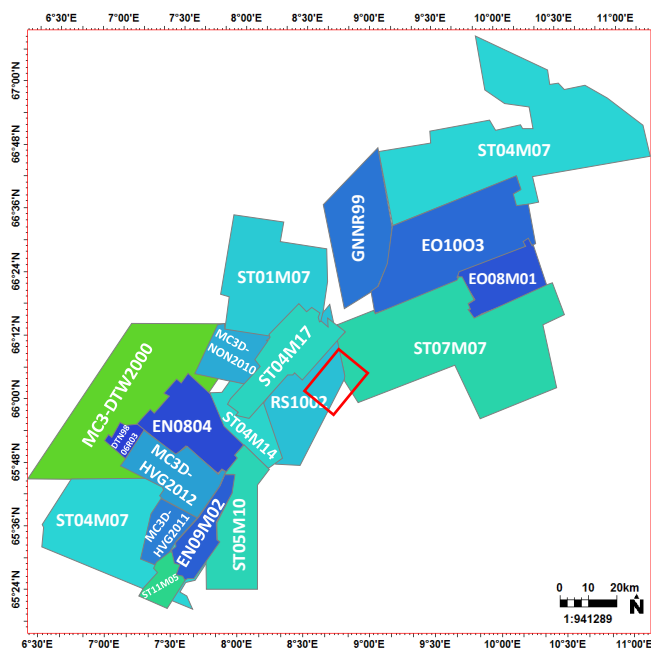 6°30'E 7°00'E 7°30'E 8°00'E 8°30'E 9°00'E 9°30'E 10°00'E 10°30'E 11°00'E
67°00'N
66°48'N
66°36'N
66°24'N
66°12'N
66°00'N
65°48'N
65°36'N
65°24'N
ST04M07
GNNR99
EO10O3
EO08M01
ST01M07
ST07M07
MC3D-
NON2010
ST04M17
MC3-DTW2000
RS1002
EN0804
ST04M14
DTN98
06R03
MC3D-
HVG2012
ST04M07
MC3D-
HVG2011
EN09M02
ST05M10
ST11M05
0 10 20km
1:941289
N
6°30'E 7°00'E 7°30'E 8°00'E 8°30'E 9°00'E 9°30'E 10°00'E 10°30'E 11°00'E